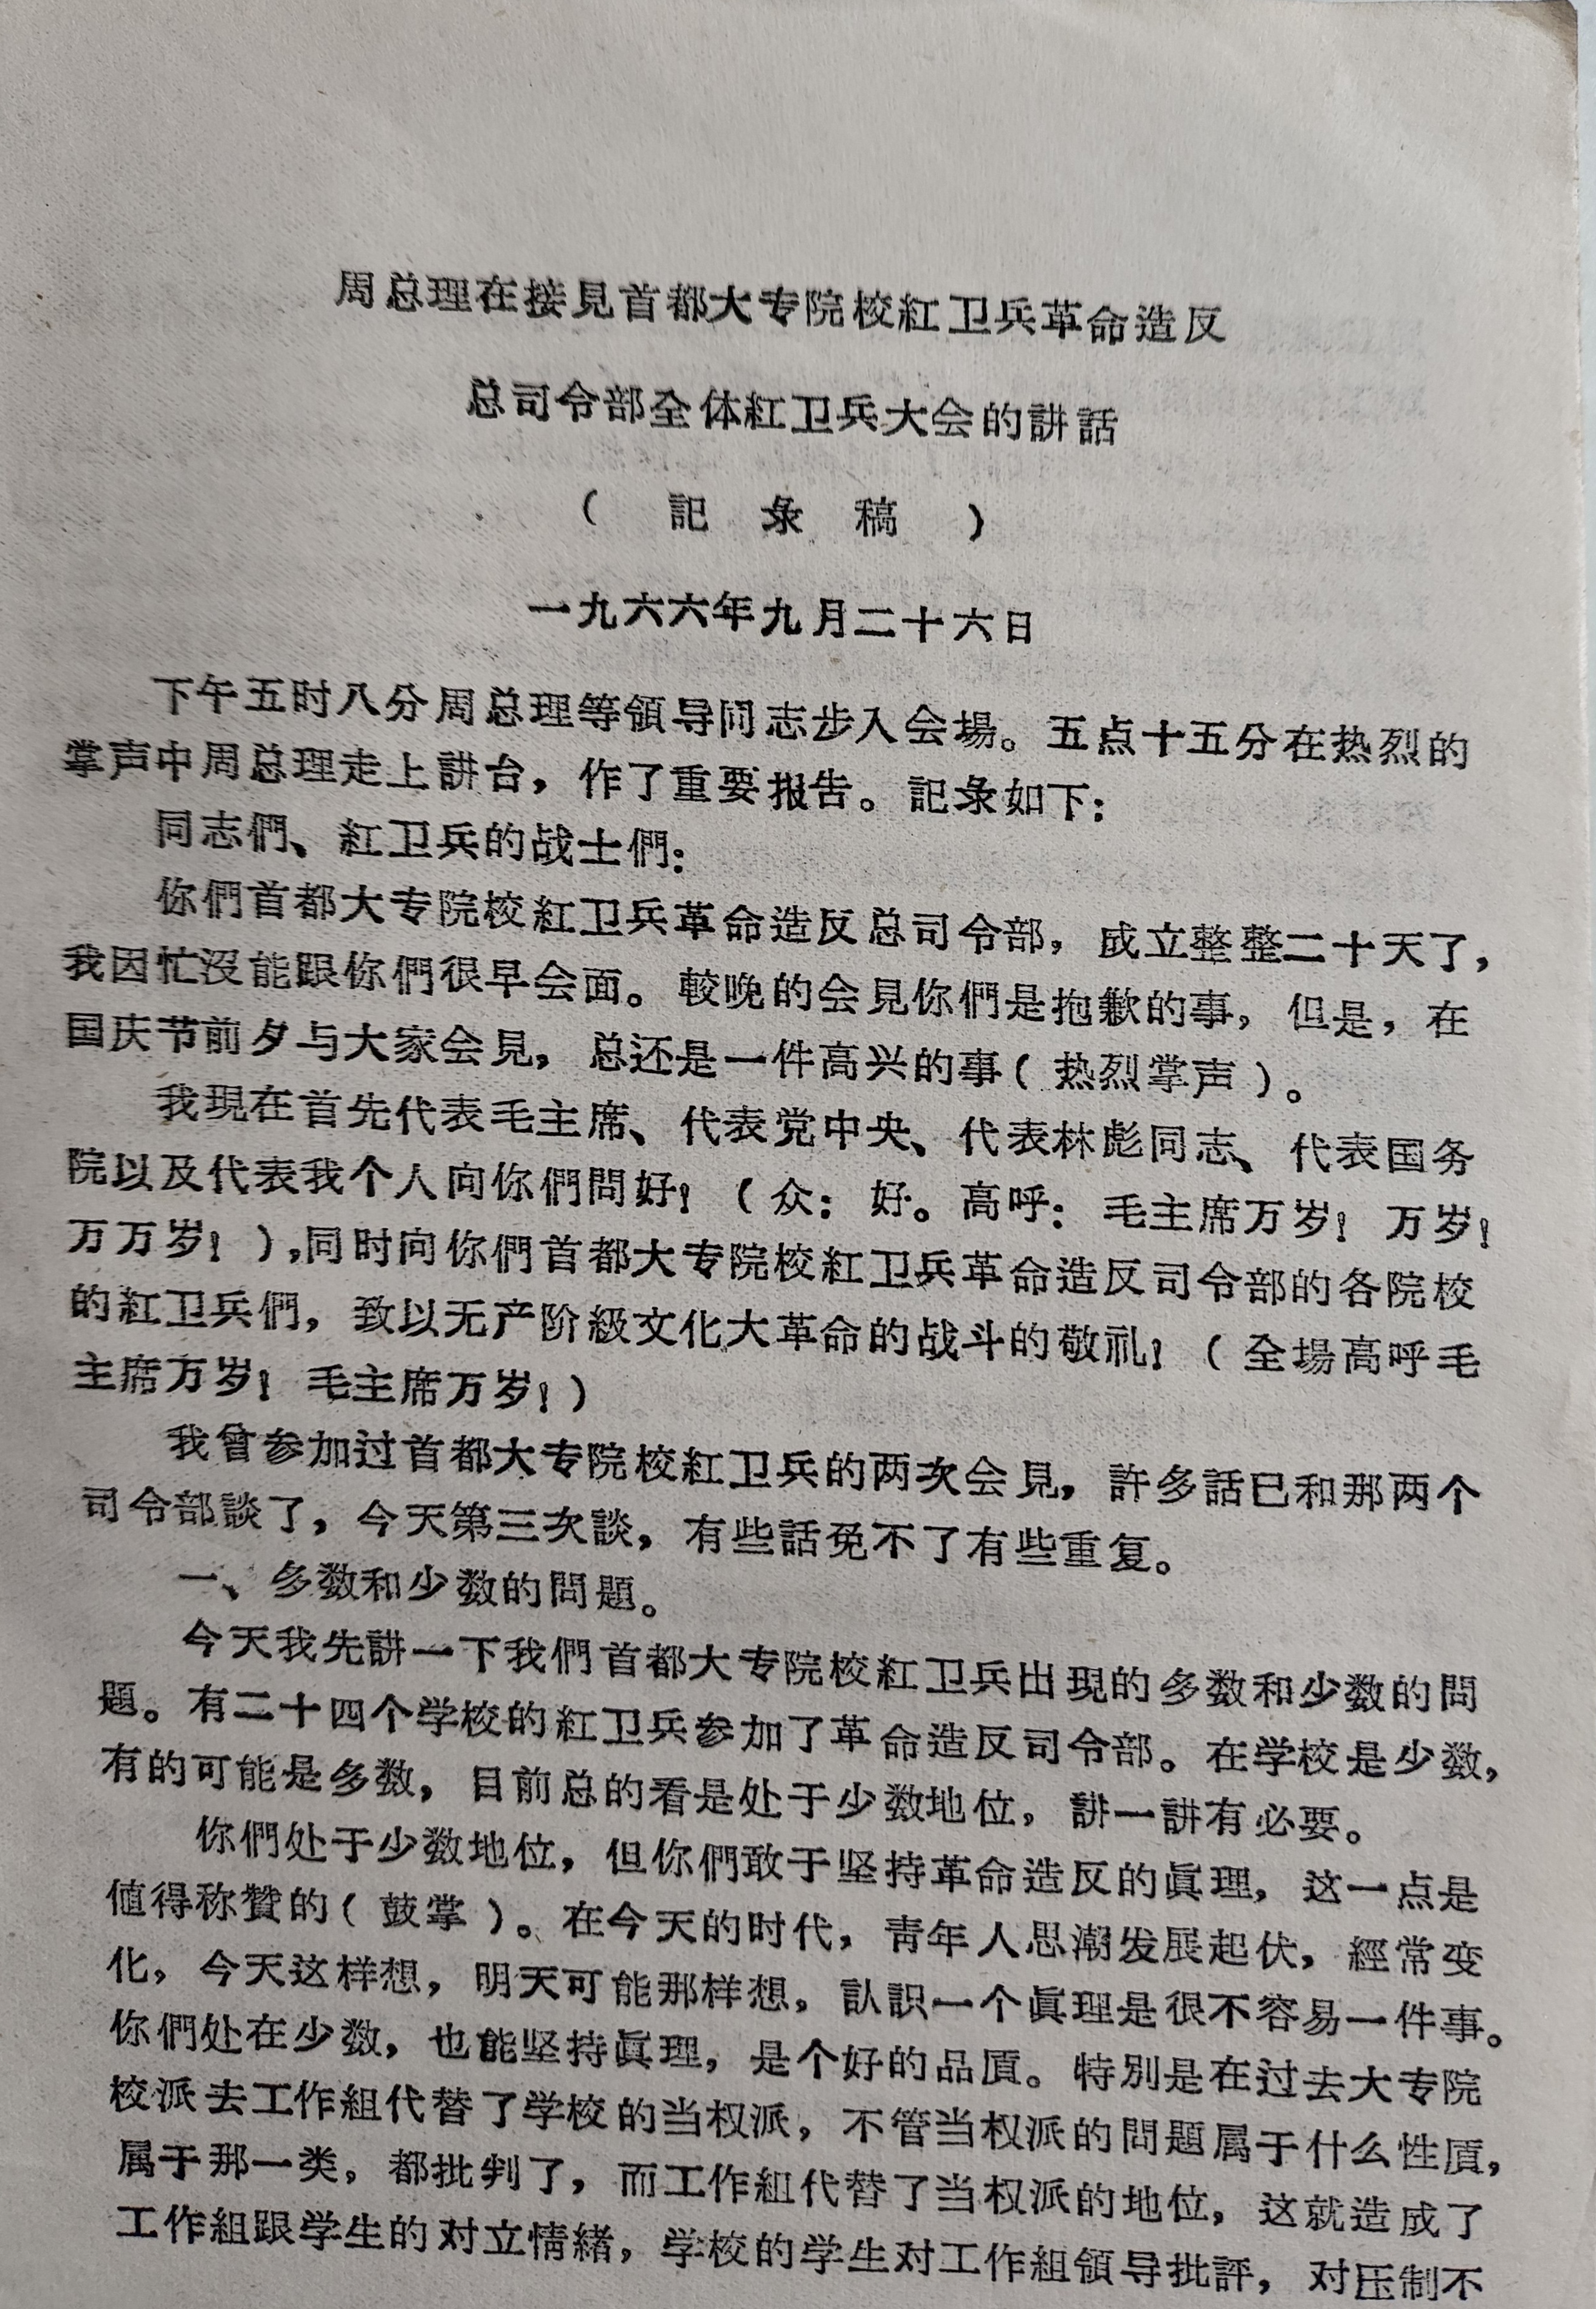 周总理在接見首都大专院校紅卫兵革命造反
总司令部全体紅卫兵大会的講話
（ 記 录 稿 ）
一九六六年九月二十六日
下午五时八分周总理等領导同志步入会場。五点十五分在热烈的
掌声中周总理走上講台，作了重要报告。記录如下：
同志們、紅卫兵的战士們：
你們首都大专院校紅卫兵革命造反总司令部，成立整整二十天了，
我因忙沒能跟你們很早会面。較晚的会見你們是抱歉的事，但是，在
国庆节前夕与大家会見，总还是一件高兴的事（热烈掌声）。
我現在首先代表毛主席、代表党中央、代表林彪同志、代表国务
院以及代表我个人向你們問好！（众：好。高呼：毛主席万岁！万岁！
万万岁！），同时向你們首都大专院校紅卫兵革命造反司令部的各院校
的紅卫兵們，致以无产阶級文化大革命的战斗的敬礼！（全場高呼毛
主席万岁！毛主席万岁！）
我曾参加过首都大专院校紅卫兵的两次会見，許多話已和那两个
司令部談了，今天第三次談，有些話免不了有些重复。
一、多数和少数的問題。
今天我先講一下我們首都大专院校紅卫兵出現的多数和少数的問
題。有二十四个学校的紅卫兵参加了革命造反司令部。在学校是少数，
有的可能是多数，目前总的看是处于少数地位，講一講有必要。
你們处于少数地位，但你們敢于坚持革命造反的眞理，这一点是
値得称贊的（鼓掌）。在今天的时代，青年人思潮发展起伏，經常变
化，今天这样想，明天可能那样想，認識一个眞理是很不容易一件事。
你們处在少数，也能坚持眞理，是个好的品质。特別是在过去大专院
校派去工作組代替了学校的当权派，不管当权派的問題属于什么性质，
属于那一类，都批判了，而工作組代替了当权派的地位，这就造成了
工作組跟学生的对立情緒，学校的学生对工作組領导批評，对压制不